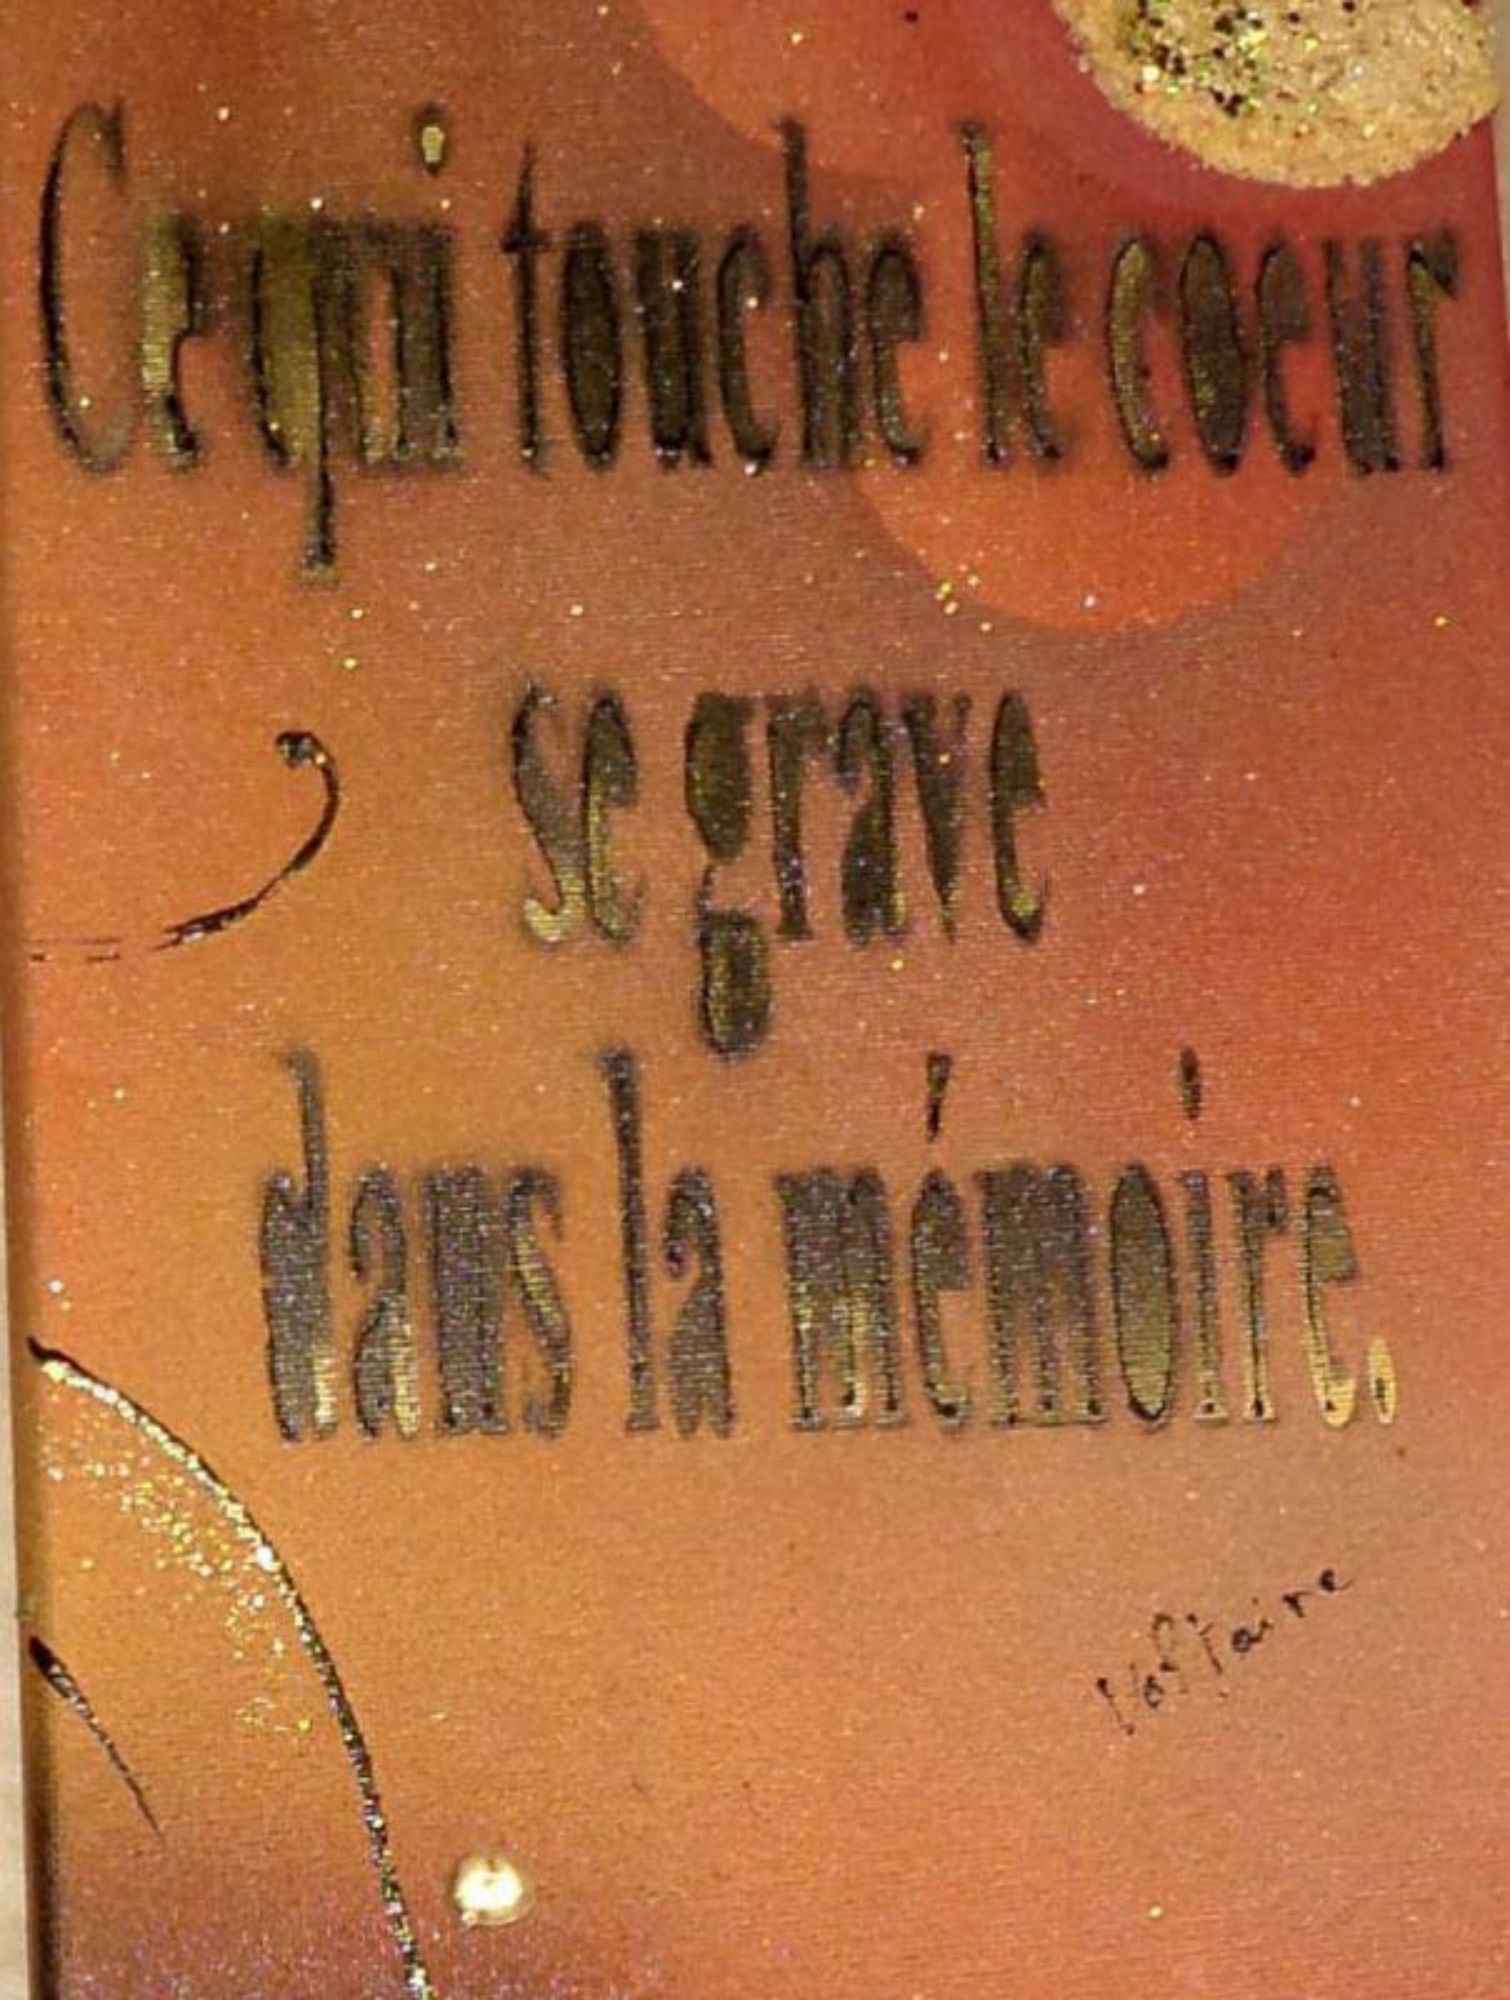 Ce qui touche le coeur
se grave
dans la mémoire.
Voltaire